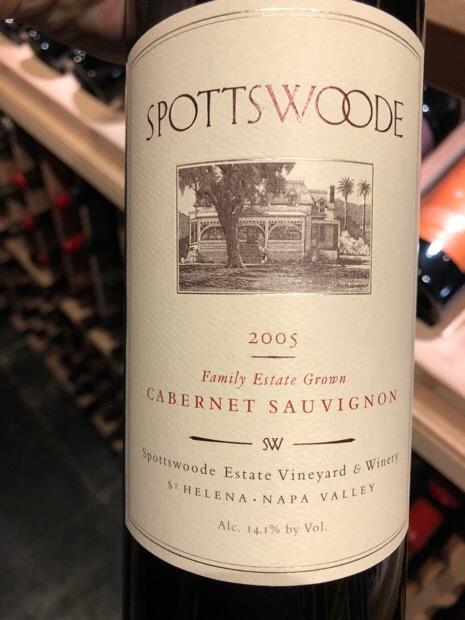 SPOTTSWOODE
2005
Family Estate Grown
CABERNET SAUVIGNON
SW
Spottswoode Estate Vineyard & Winery
ST HELENA · NAPA VALLEY
Alc. 14.1% by Vol.